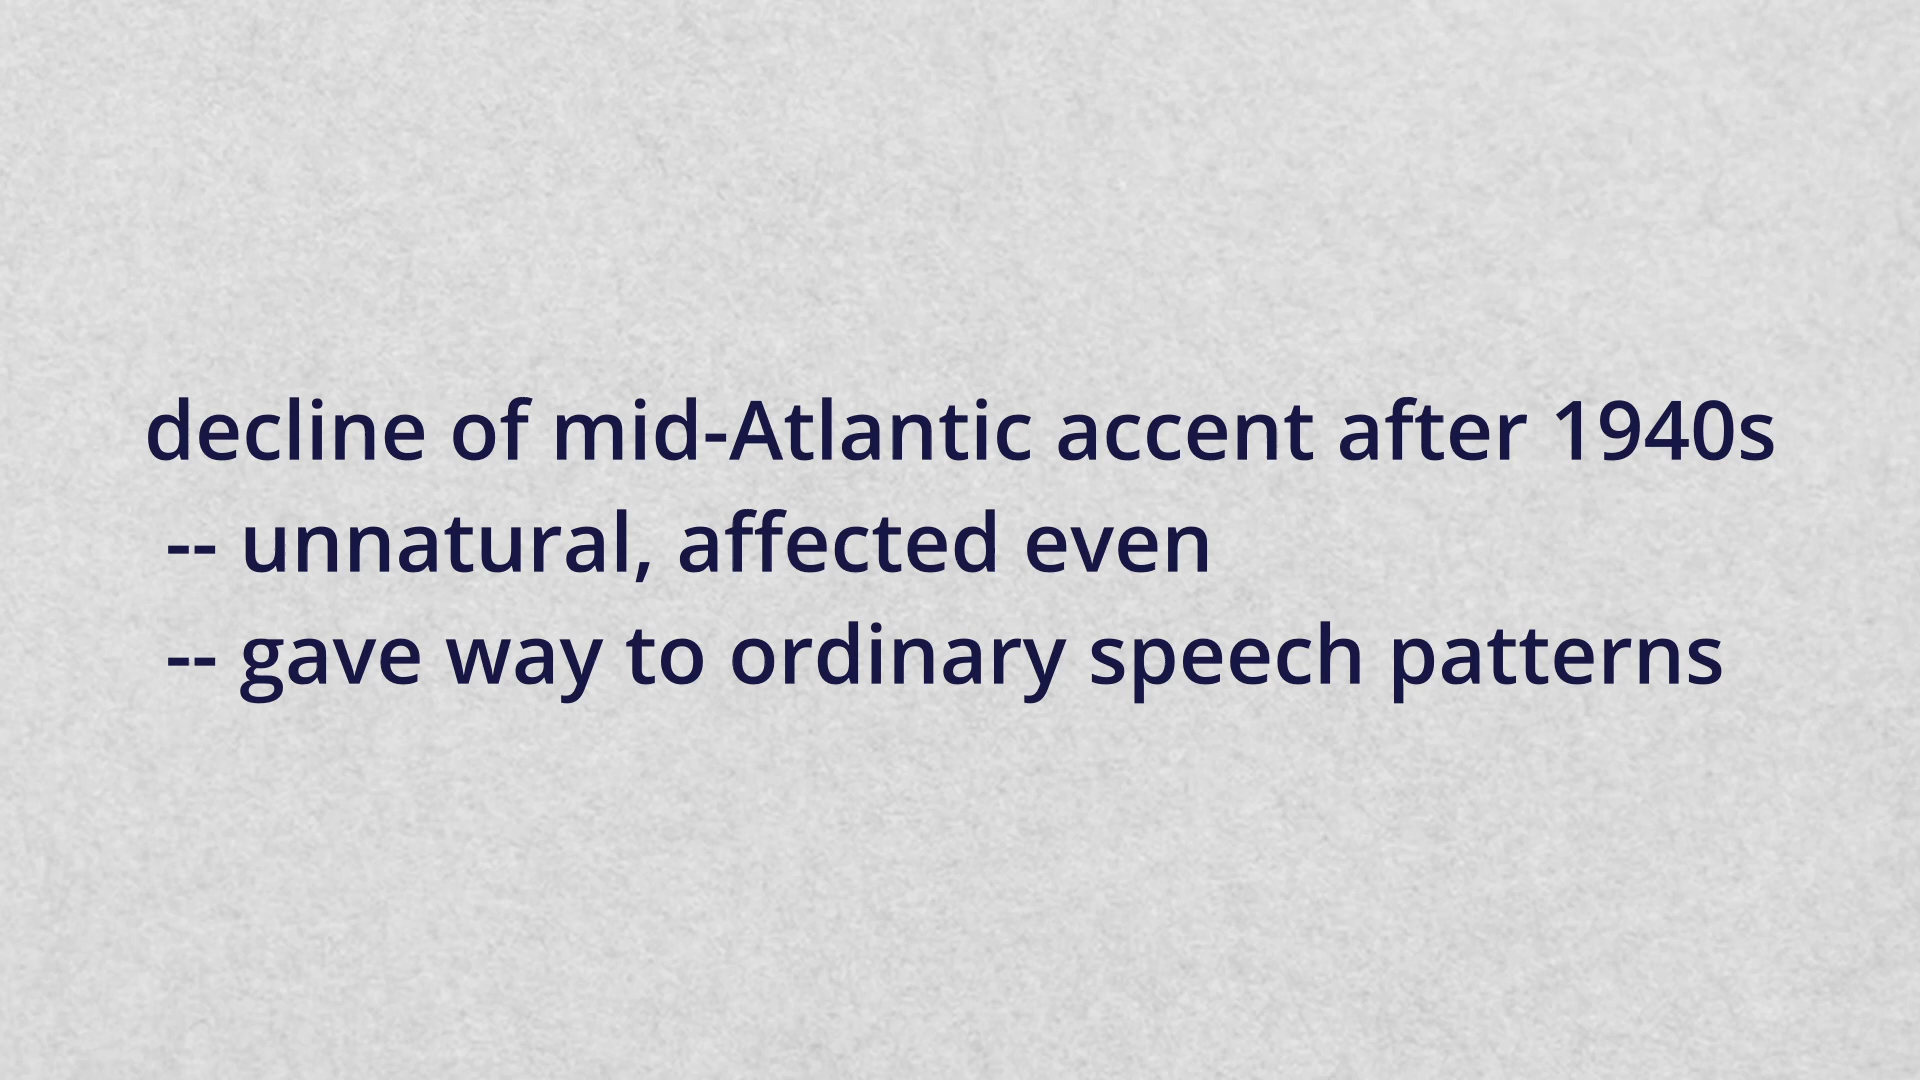 decline of mid-Atlantic accent after 1940s
-- unnatural, affected even
-- gave way to ordinary speech patterns